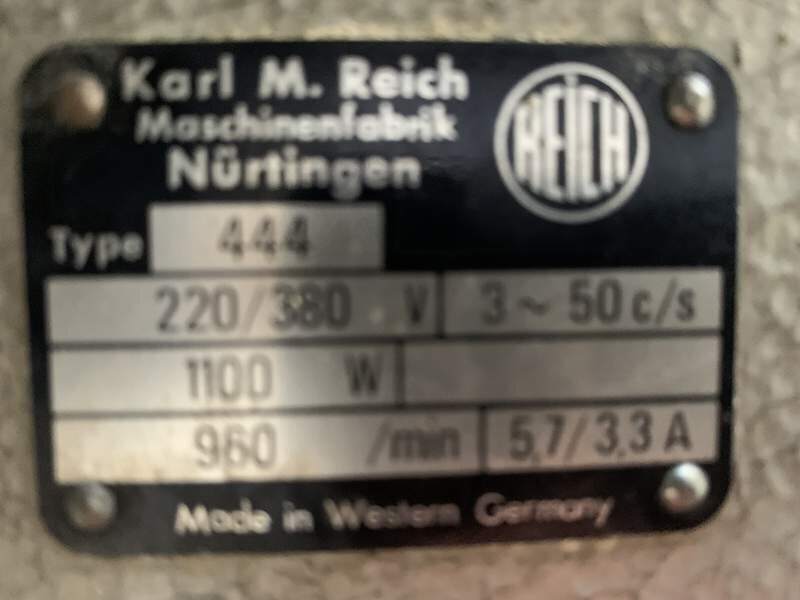 Karl M. Reich
REICH
Maschinenfabrik
Nürtingen
Type 444
220/380 V 3 ~ 50 c/s
1100 W
960 /min 5,7/3,3 A
Made in Western Germany